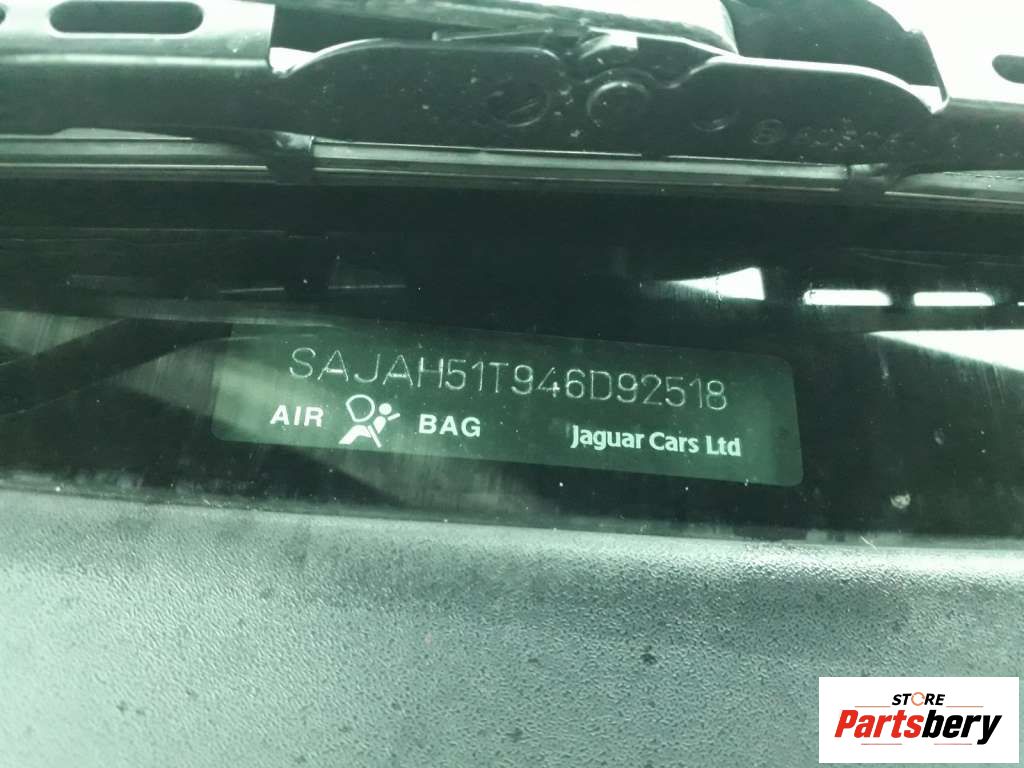 SAJAH51T946D92518
AIR BAG Jaguar Cars Ltd
STORE
Partsbery